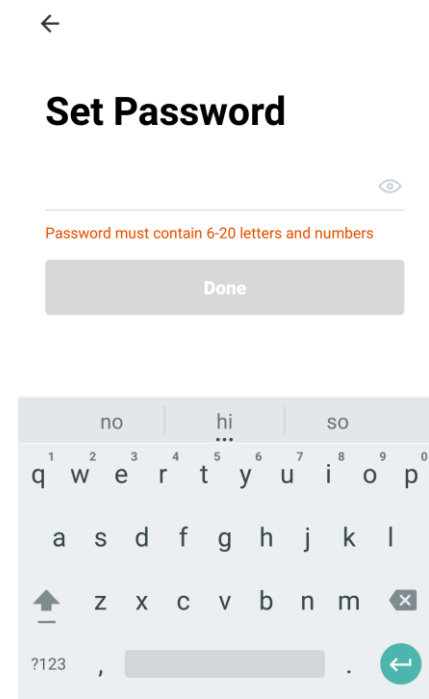 Set Password
Password must contain 6-20 letters and numbers
Done
no hi so
1 2 3 4 5 6 7 8 9 0
q w e r t y u i o p
a s d f g h j k l
z x c v b n m
?123 , .